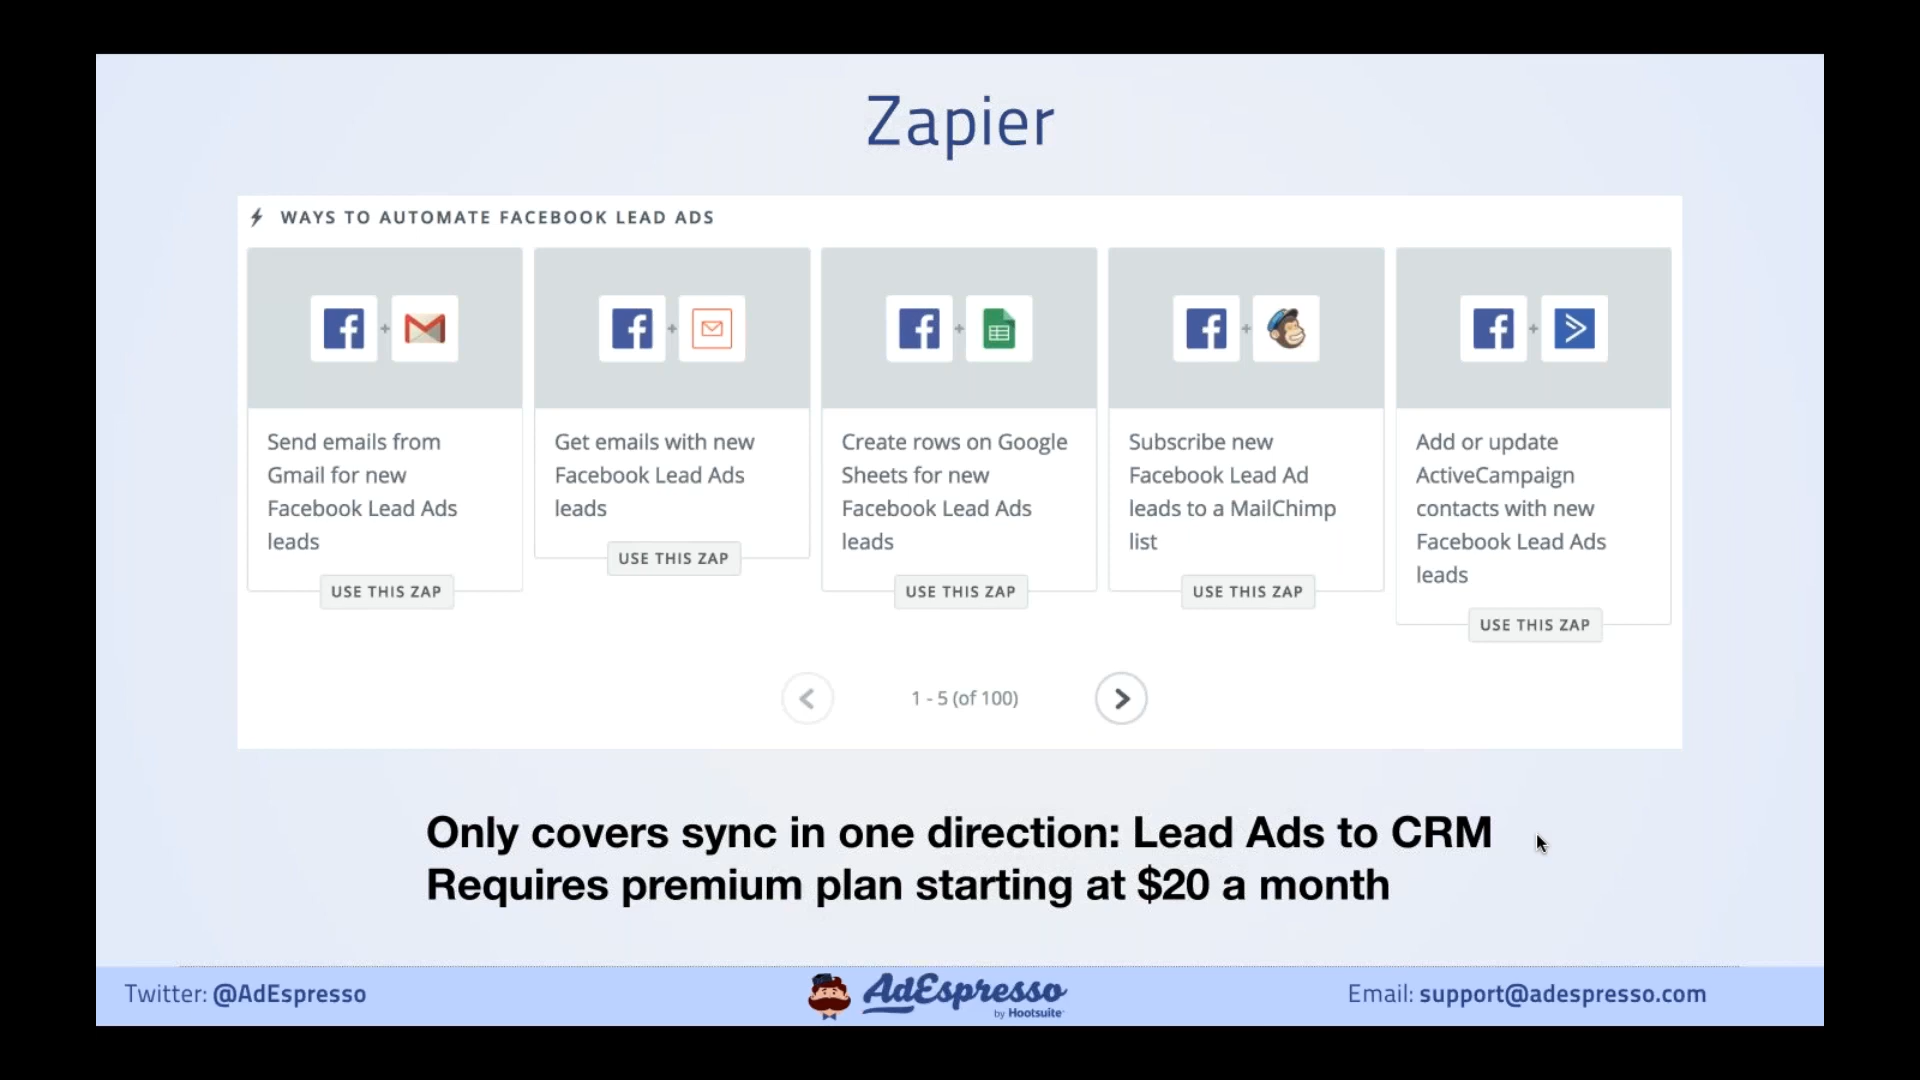 Zapier
WAYS TO AUTOMATE FACEBOOK LEAD ADS
Send emails from
Gmail for new
Facebook Lead Ads
leads
USE THIS ZAP
Get emails with new
Facebook Lead Ads
leads
USE THIS ZAP
Create rows on Google
Sheets for new
Facebook Lead Ads
leads
USE THIS ZAP
Subscribe new
Facebook Lead Ad
leads to a MailChimp
list
USE THIS ZAP
Add or update
ActiveCampaign
contacts with new
Facebook Lead Ads
leads
USE THIS ZAP
1 - 5 (of 100)
Only covers sync in one direction: Lead Ads to CRM
Requires premium plan starting at $20 a month
Twitter: @AdEspresso
AdEspresso
by Hootsuite
Email: support@adespresso.com